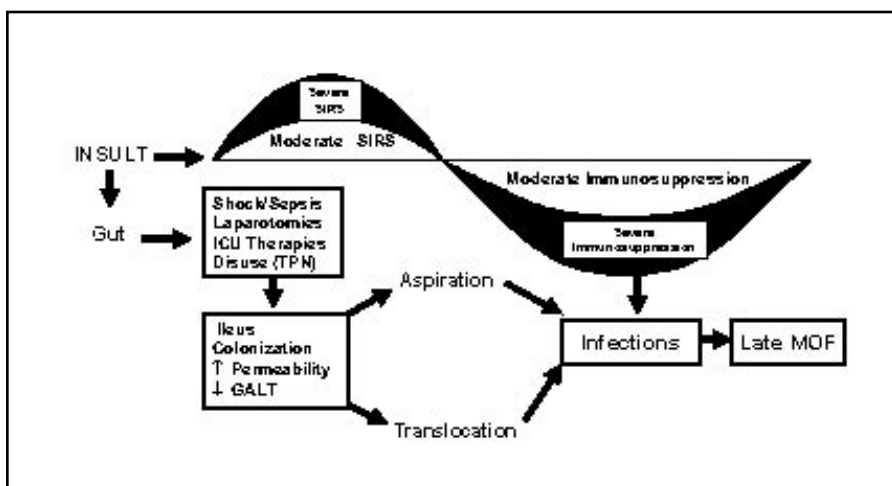 Severe
SIRS
Moderate SIRS
INSULT
Moderate Immunosuppression
Shock/Sepsis
Laparotomies
ICU Therapies
Disuse (TPN)
Gut
Severe
Immunosuppression
Aspiration
Ileus
Colonization
↑ Permeability
↓ GALT
Infections
Late MOF
Translocation